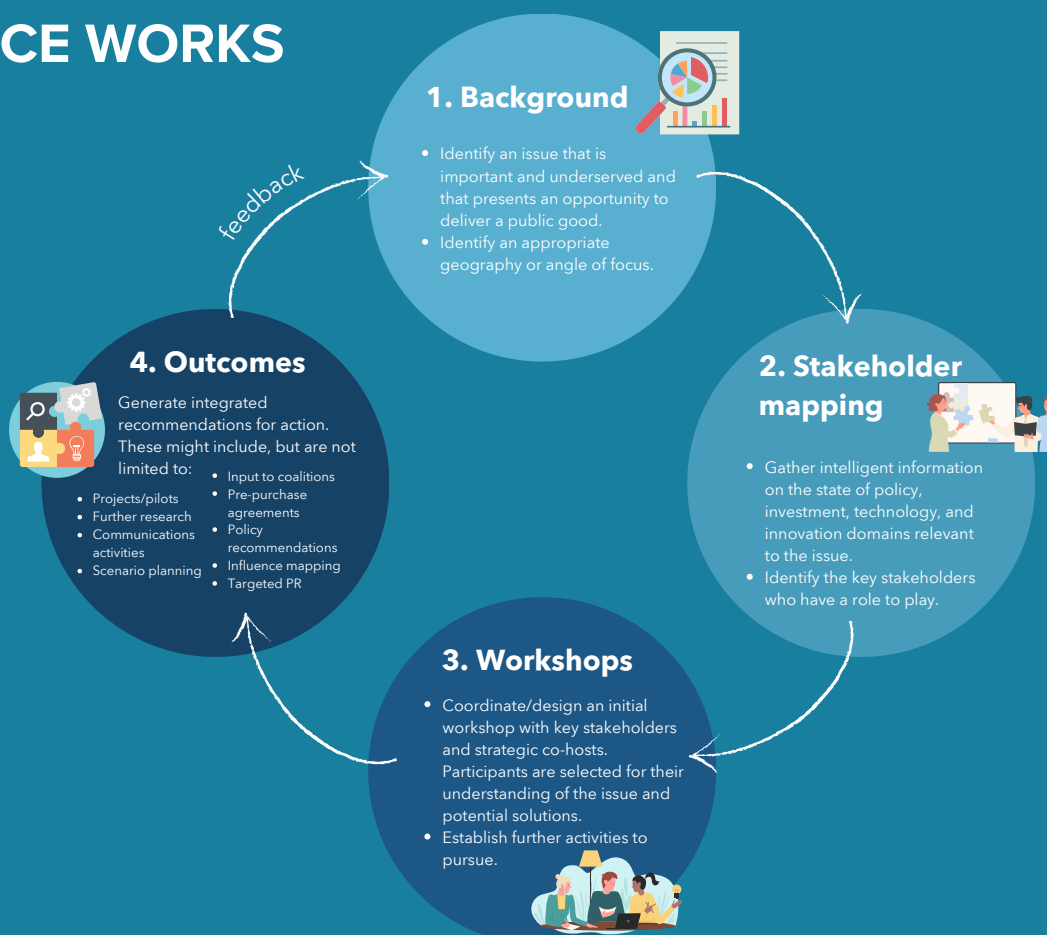 CE WORKS
1. Background
• Identify an issue that is
important and underserved and
that presents an opportunity to
deliver a public good.
• Identify an appropriate
geography or angle of focus.
feedback
2. Stakeholder
mapping
• Gather intelligent information
on the state of policy,
investment, technology, and
innovation domains relevant
to the issue.
• Identify the key stakeholders
who have a role to play.
3. Workshops
• Coordinate/design an initial
workshop with key stakeholders
and strategic co-hosts.
Participants are selected for their
understanding of the issue and
potential solutions.
• Establish further activities to
pursue.
4. Outcomes
Generate integrated
recommendations for action.
These might include, but are not
limited to:
• Projects/pilots
• Further research
• Communications
activities
• Scenario planning
• Input to coalitions
• Pre-purchase
agreements
• Policy
recommendations
• Influence mapping
• Targeted PR